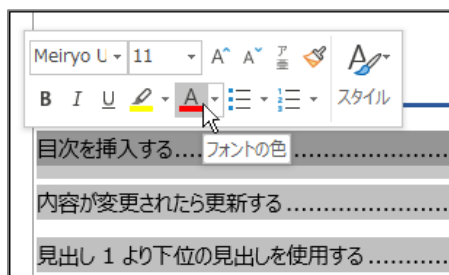 Meiryo U 11 A A ア亜
B I U A スタイル
フォントの色
目次を挿入する....
内容が変更されたら更新する
見出し 1 より下位の見出しを使用する